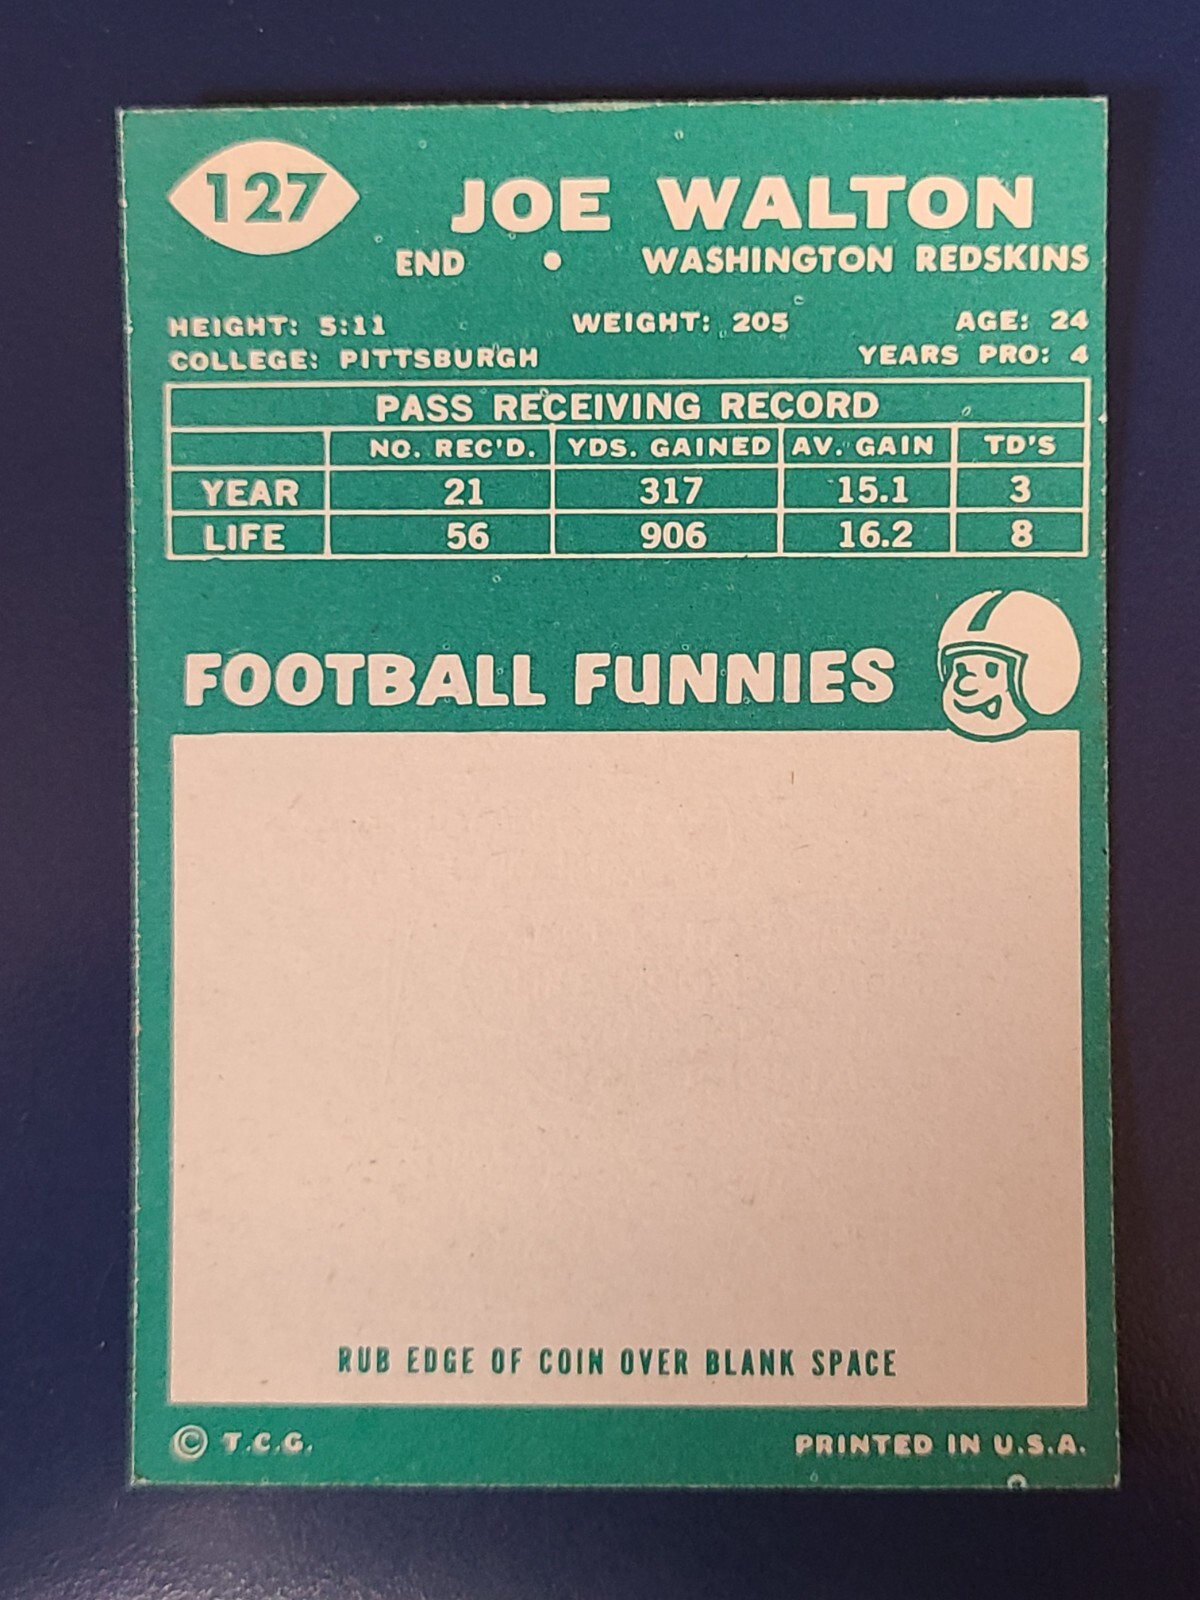 127
JOE WALTON
END • WASHINGTON REDSKINS
HEIGHT: 5:11 WEIGHT: 205 AGE: 24
COLLEGE: PITTSBURGH YEARS PRO: 4
PASS RECEIVING RECORD
NO. REC'D. YDS. GAINED AV. GAIN TD'S
YEAR 21 317 15.1 3
LIFE 56 906 16.2 8
FOOTBALL FUNNIES
RUB EDGE OF COIN OVER BLANK SPACE
© T.C.G. PRINTED IN U.S.A.